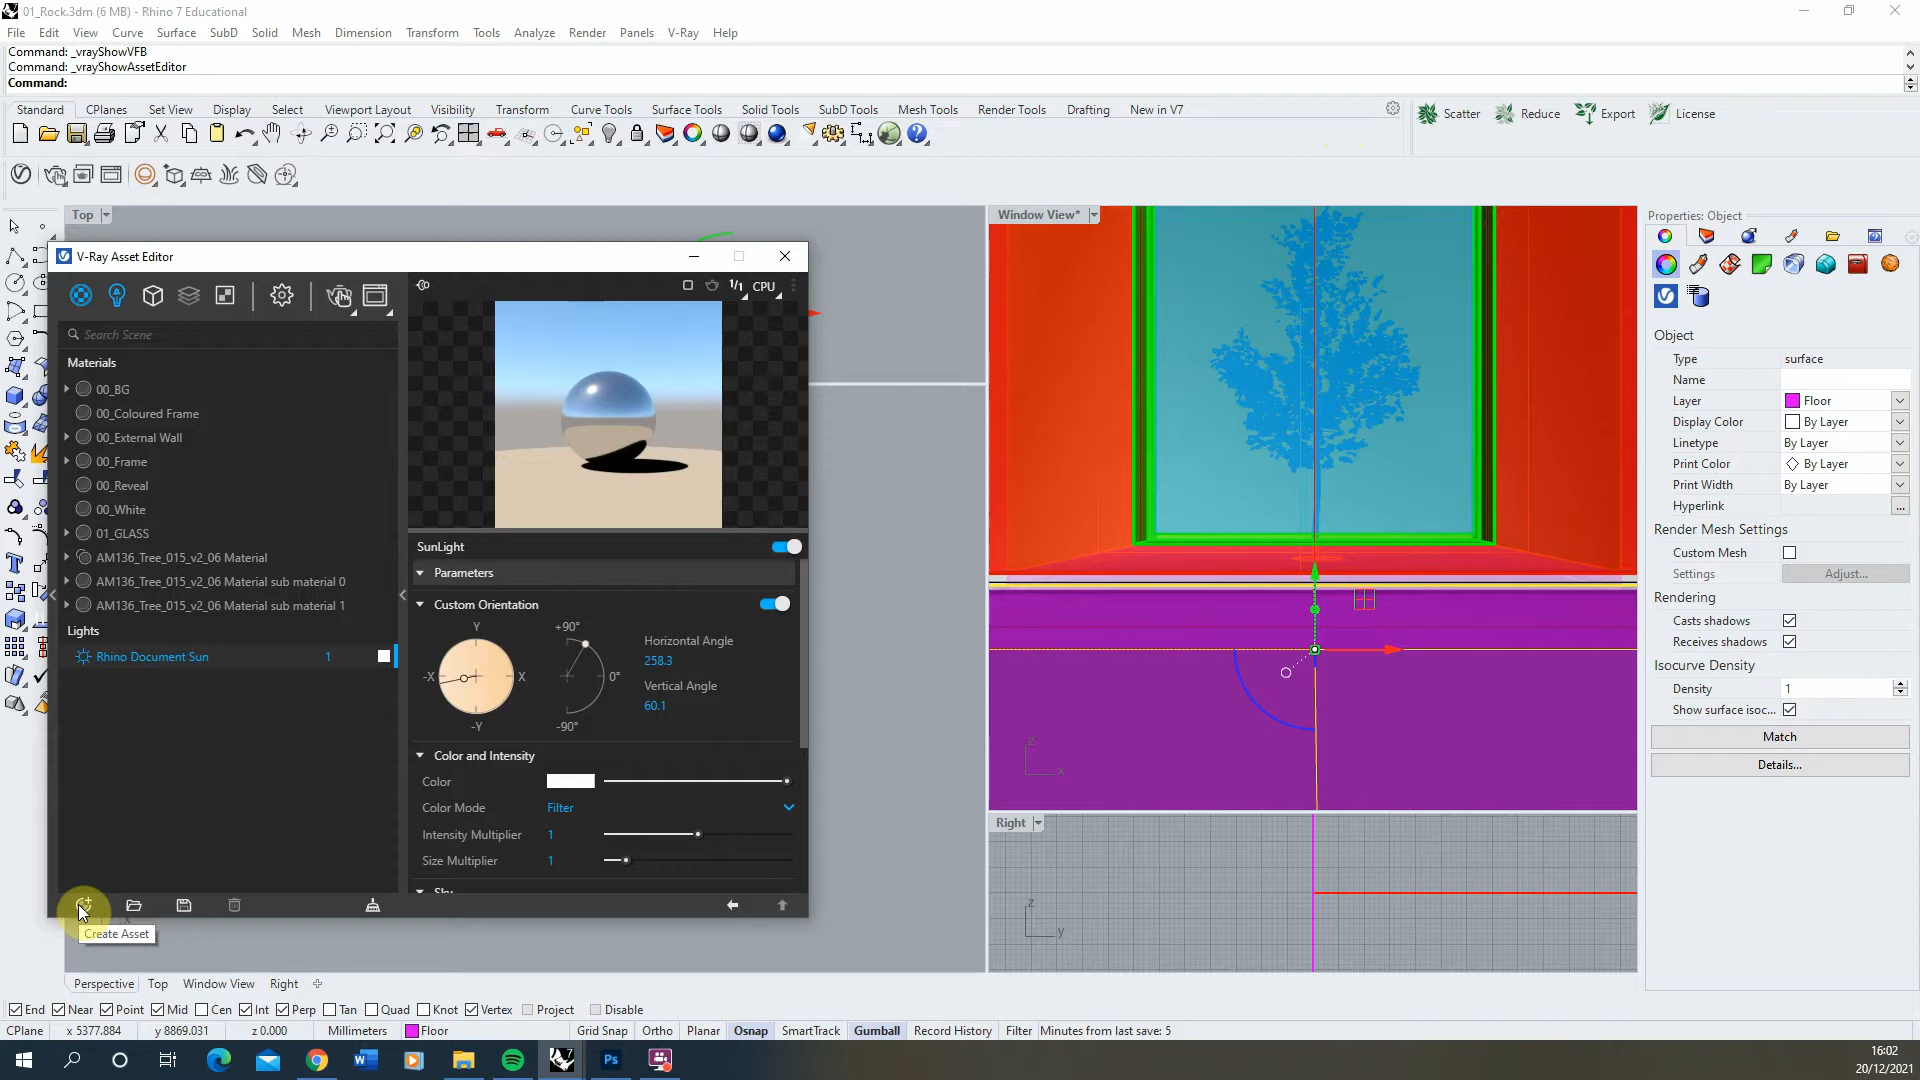 01_Rock.3dm (6 MB) - Rhino 7 Educational
File Edit View Curve Surface SubD Solid Mesh Dimension Transform Tools Analyze Render Panels V-Ray Help
Command: _vrayShowVFB
Command: _vrayShowAssetEditor
Command:
Standard CPlanes Set View Display Select Viewport Layout Visibility Transform Curve Tools Surface Tools Solid Tools SubD Tools Mesh Tools Render Tools Drafting New in V7
Scatter Reduce Export License
Top
Window View*
Properties: Object
V-Ray Asset Editor
1/1 CPU
Search Scene
Materials
00_BG
00_Coloured Frame
00_External Wall
00_Frame
00_Reveal
00_White
01_GLASS
AM136_Tree_015_v2_06 Material
AM136_Tree_015_v2_06 Material sub material 0
AM136_Tree_015_v2_06 Material sub material 1
Lights
Rhino Document Sun 1
SunLight
Parameters
Custom Orientation
Y
-X X
-Y
+90°
0°
-90°
Horizontal Angle
258.3
Vertical Angle
60.1
Color and Intensity
Color
Color Mode Filter
Intensity Multiplier 1
Size Multiplier 1
Sky
Create Asset
Object
Type surface
Name
Layer Floor
Display Color By Layer
Linetype By Layer
Print Color By Layer
Print Width By Layer
Hyperlink ...
Render Mesh Settings
Custom Mesh
Settings Adjust...
Rendering
Casts shadows
Receives shadows
Isocurve Density
Density 1
Show surface isoc...
Match
Details...
z
x
Right
z
y
x
Perspective Top Window View Right
End Near Point Mid Cen Int Perp Tan Quad Knot Vertex Project Disable
CPlane x 5377.884 y 8869.031 z 0.000 Millimeters Floor Grid Snap Ortho Planar Osnap SmartTrack Gumball Record History Filter Minutes from last save: 5
16:02
20/12/2021